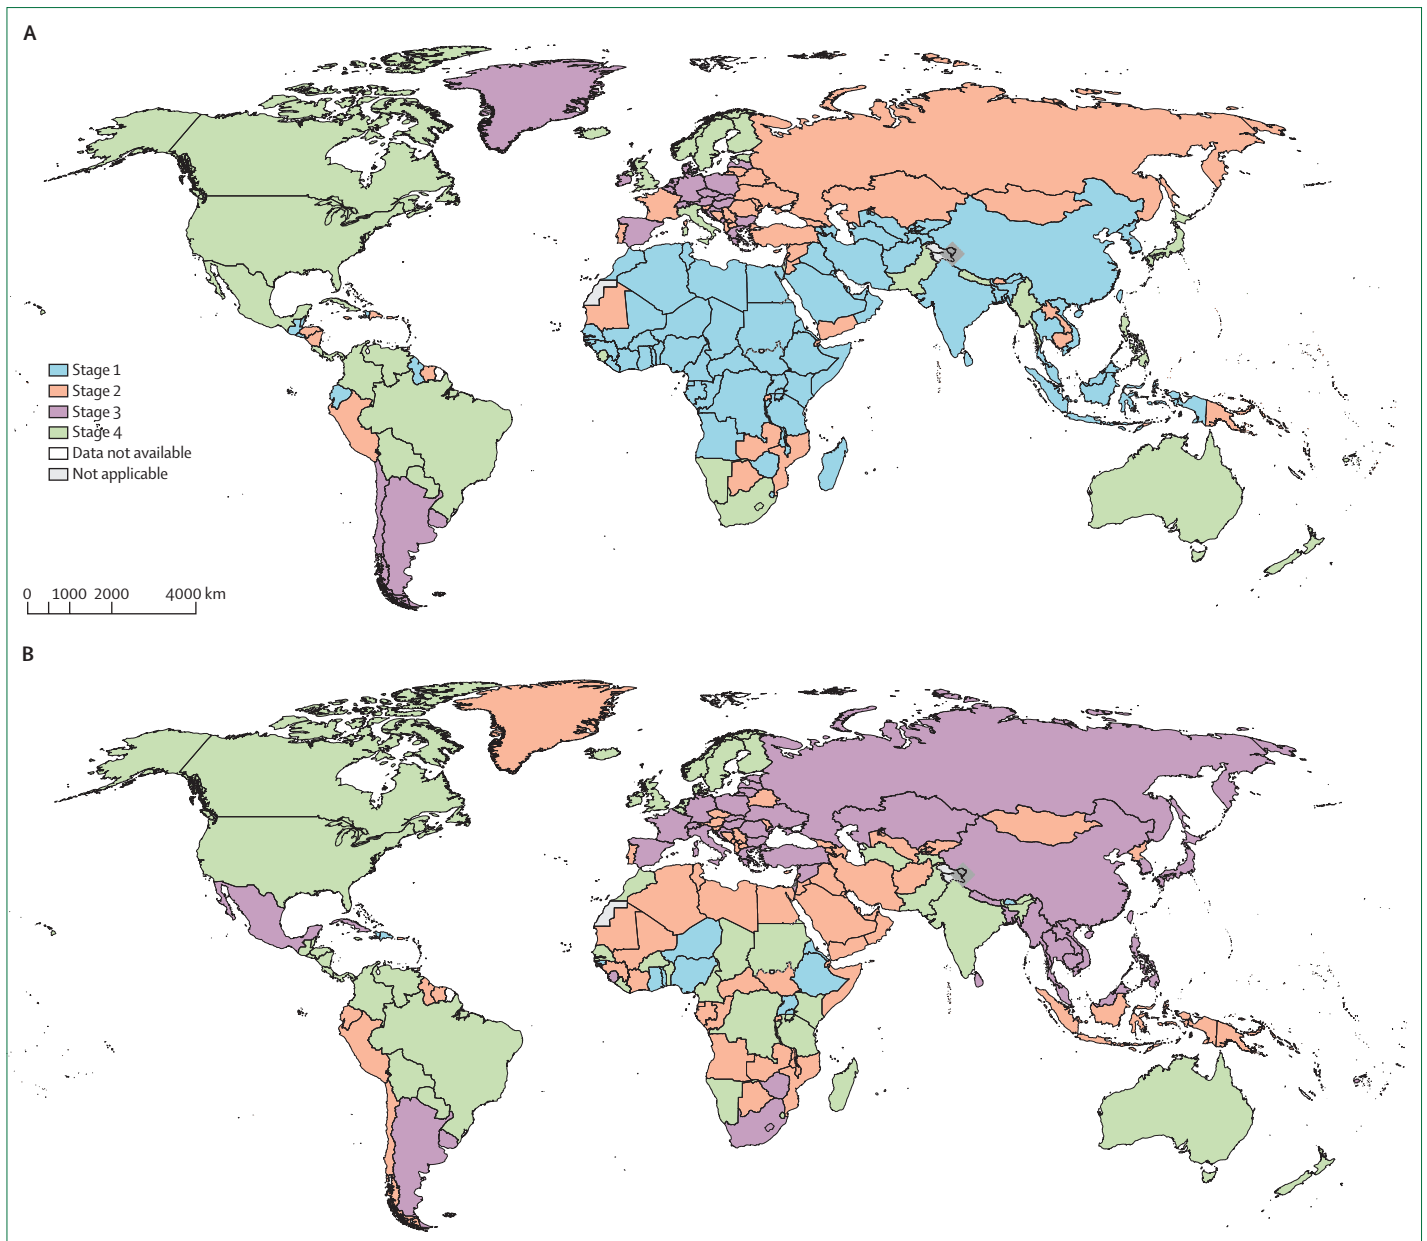 A
Stage 1
Stage 2
Stage 3
Stage 4
Data not available
Not applicable
0 1000 2000 4000 km
B